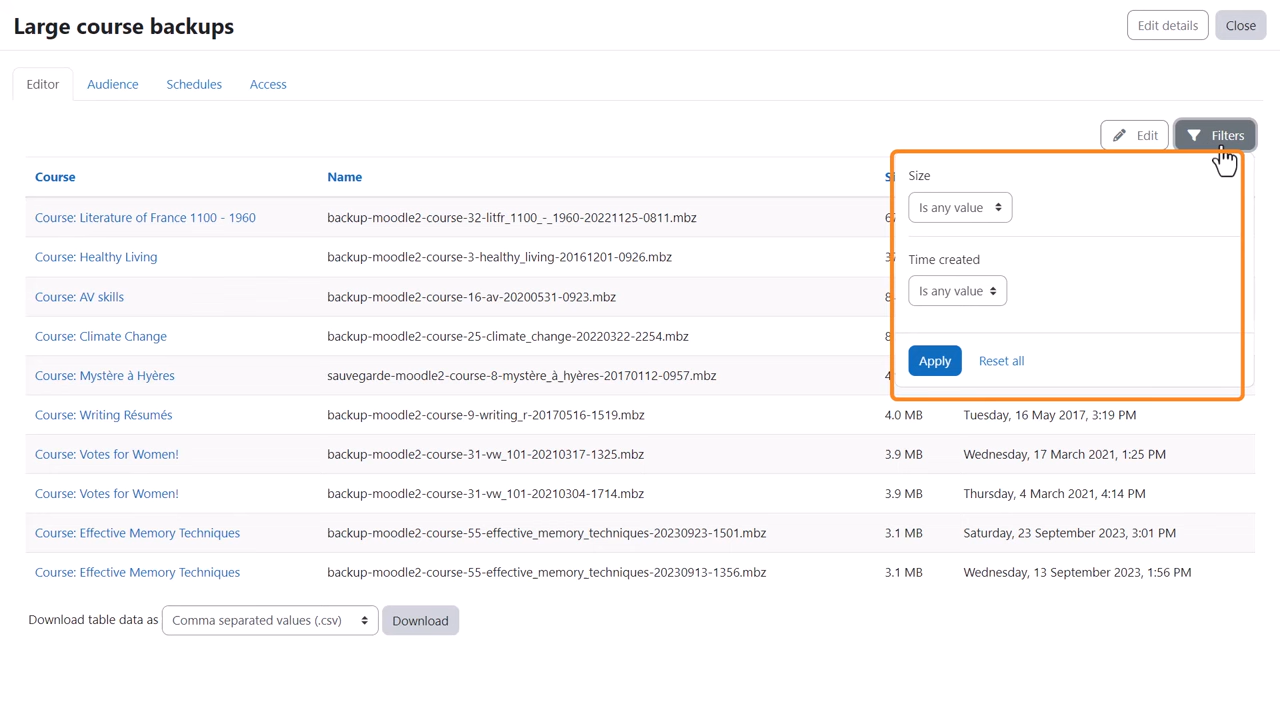 Large course backups
Edit details Close
Editor Audience Schedules Access
Edit Filters
Course Name
Size
Is any value
Time created
Is any value
Apply Reset all
Course: Literature of France 1100 - 1960 backup-moodle2-course-32-litfr_1100_-_1960-20221125-0811.mbz
Course: Healthy Living backup-moodle2-course-3-healthy_living-20161201-0926.mbz
Course: AV skills backup-moodle2-course-16-av-20200531-0923.mbz
Course: Climate Change backup-moodle2-course-25-climate_change-20220322-2254.mbz
Course: Mystère à Hyères sauvegarde-moodle2-course-8-mystère_à_hyères-20170112-0957.mbz
Course: Writing Résumés backup-moodle2-course-9-writing_r-20170516-1519.mbz 4.0 MB Tuesday, 16 May 2017, 3:19 PM
Course: Votes for Women! backup-moodle2-course-31-vw_101-20210317-1325.mbz 3.9 MB Wednesday, 17 March 2021, 1:25 PM
Course: Votes for Women! backup-moodle2-course-31-vw_101-20210304-1714.mbz 3.9 MB Thursday, 4 March 2021, 4:14 PM
Course: Effective Memory Techniques backup-moodle2-course-55-effective_memory_techniques-20230923-1501.mbz 3.1 MB Saturday, 23 September 2023, 3:01 PM
Course: Effective Memory Techniques backup-moodle2-course-55-effective_memory_techniques-20230913-1356.mbz 3.1 MB Wednesday, 13 September 2023, 1:56 PM
Download table data as Comma separated values (.csv) Download